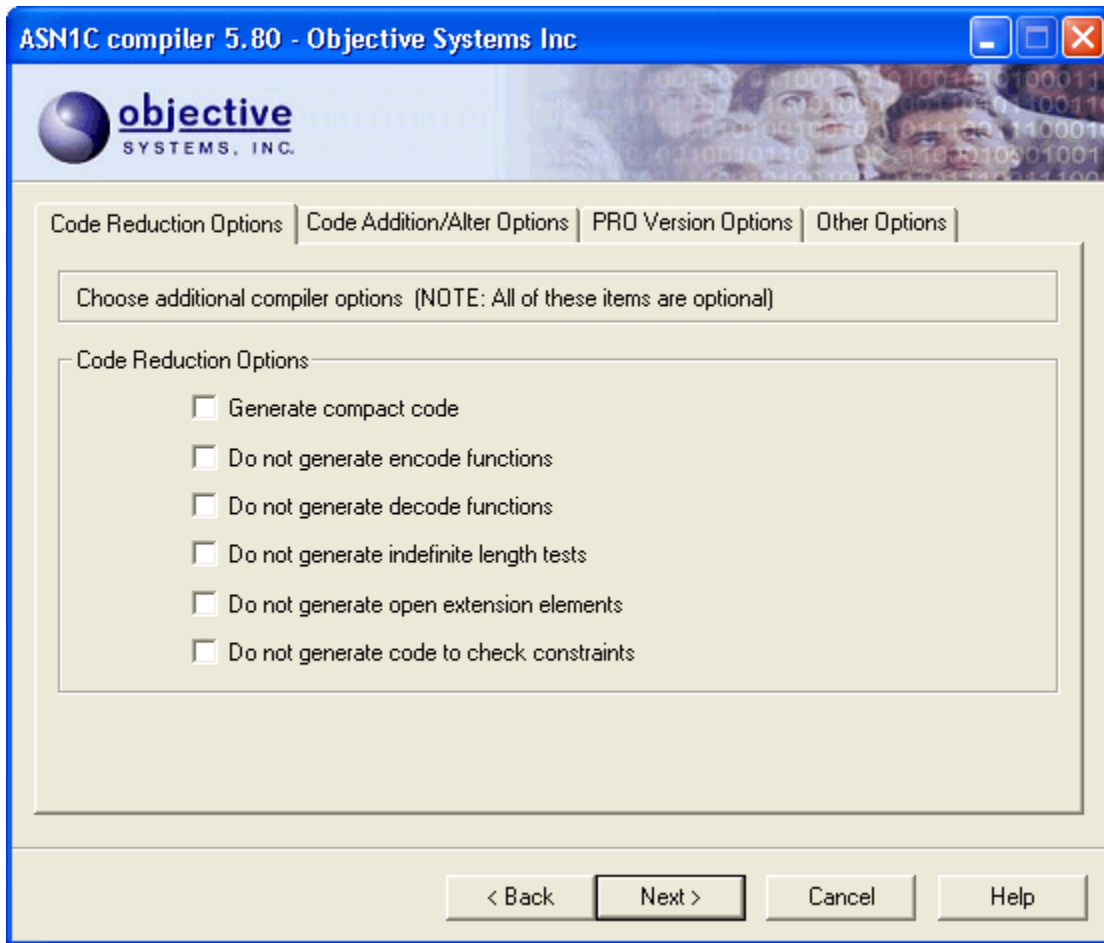 ASN1C compiler 5.80 - Objective Systems Inc
objective
SYSTEMS, INC.
Code Reduction Options
Code Addition/Alter Options
PRO Version Options
Other Options
Choose additional compiler options (NOTE: All of these items are optional)
Code Reduction Options
Generate compact code
Do not generate encode functions
Do not generate decode functions
Do not generate indefinite length tests
Do not generate open extension elements
Do not generate code to check constraints
< Back
Next >
Cancel
Help